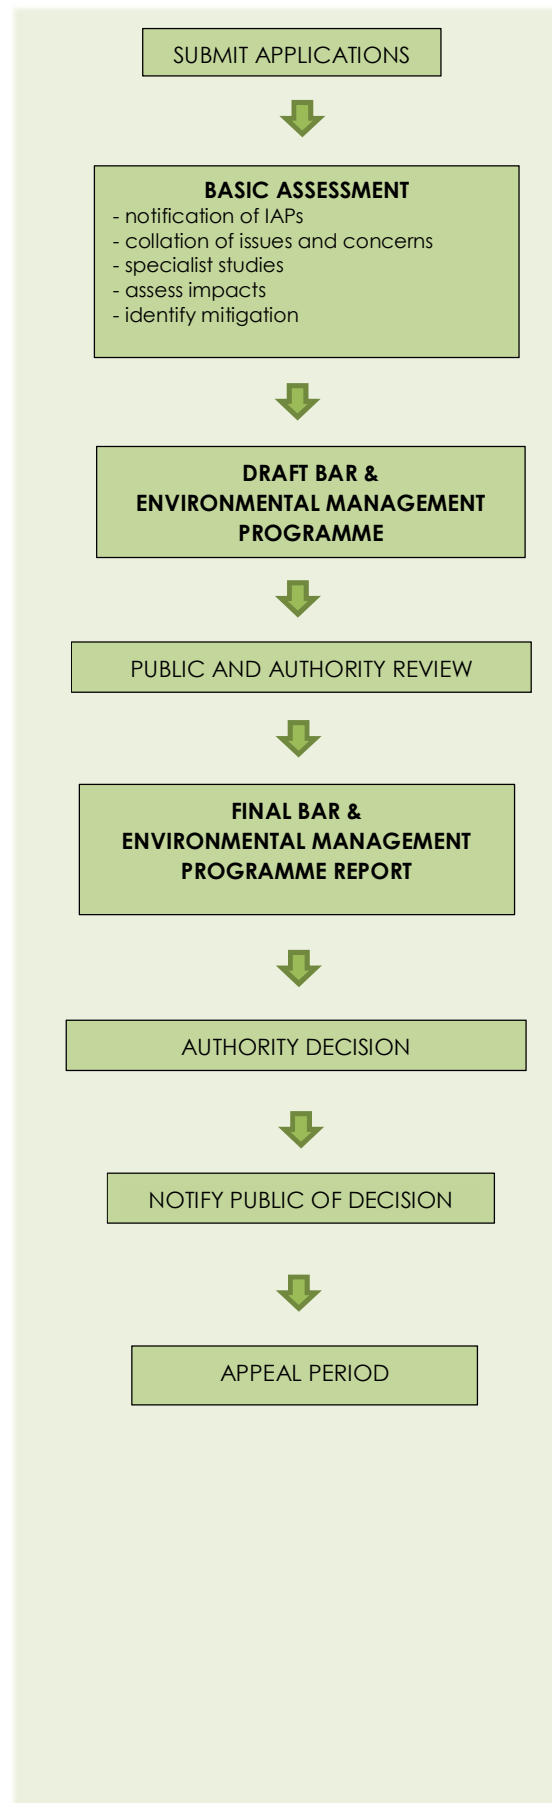 SUBMIT APPLICATIONS
BASIC ASSESSMENT
- notification of IAPs
- collation of issues and concerns
- specialist studies
- assess impacts
- identify mitigation
DRAFT BAR &
ENVIRONMENTAL MANAGEMENT
PROGRAMME
PUBLIC AND AUTHORITY REVIEW
FINAL BAR &
ENVIRONMENTAL MANAGEMENT
PROGRAMME REPORT
AUTHORITY DECISION
NOTIFY PUBLIC OF DECISION
APPEAL PERIOD